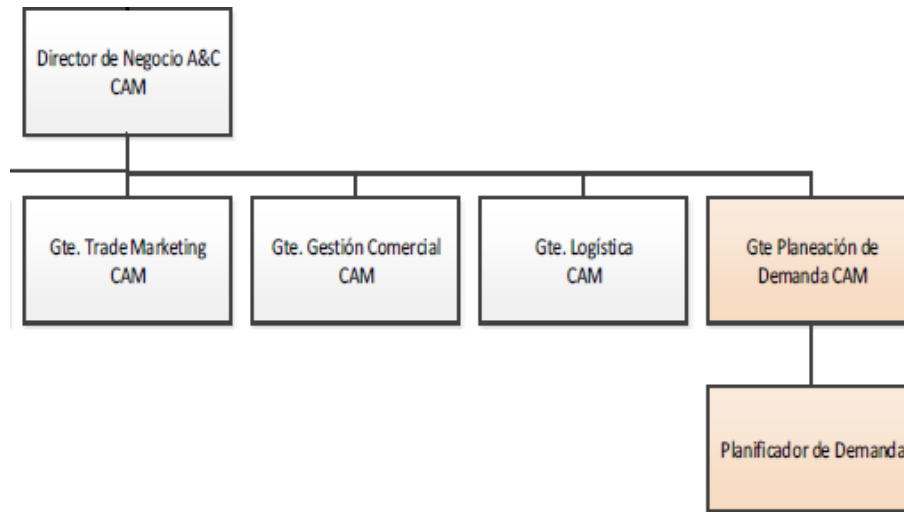 Director de Negocio A&C
CAM
Gte. Trade Marketing
CAM
Gte. Gestión Comercial
CAM
Gte. Logística
CAM
Gte Planeación de
Demanda CAM
Planificador de Demanda